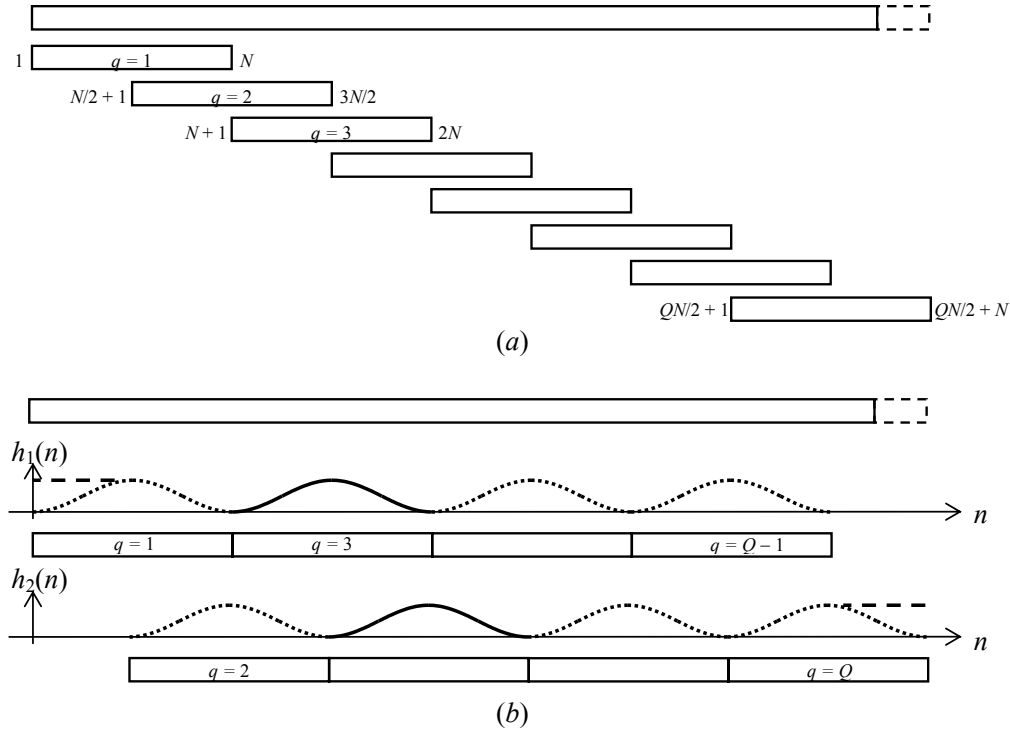 1 q = 1 N
N/2 + 1 q = 2 3N/2
N + 1 q = 3 2N
QN/2 + 1 QN/2 + N
(a)
h₁(n)
n
q = 1 q = 3 q = Q – 1
h₂(n)
n
q = 2 q = Q
(b)